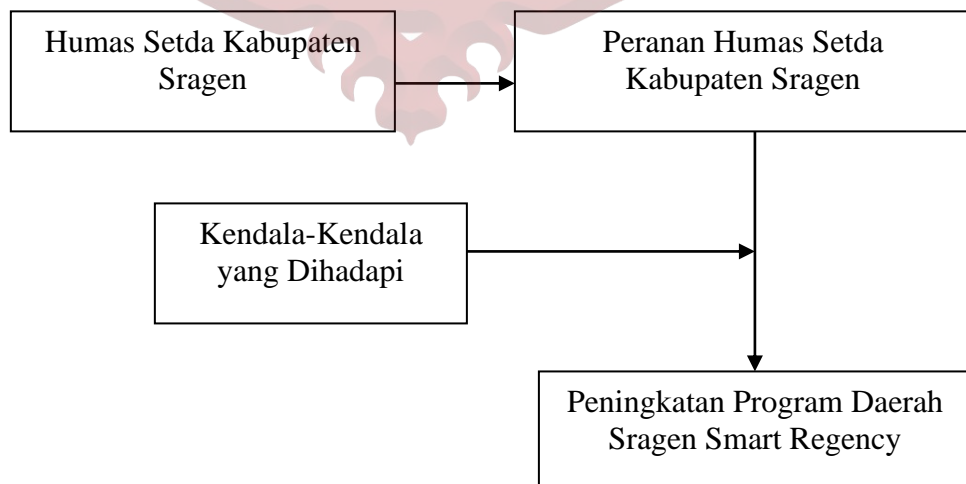 Humas Setda Kabupaten
Sragen
Peranan Humas Setda
Kabupaten Sragen
Kendala-Kendala
yang Dihadapi
Peningkatan Program Daerah
Sragen Smart Regency